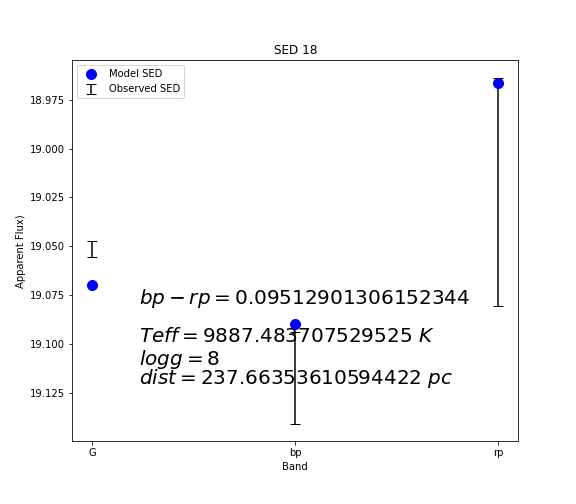 SED 18
Model SED
Observed SED
18.975
19.000
19.025
19.050
19.075
19.100
19.125
Apparent Flux)
bp − rp = 0.09512901306152344
Teff = 9887.483707529525 K
logg = 8
dist = 237.66353610594422 pc
G bp rp
Band